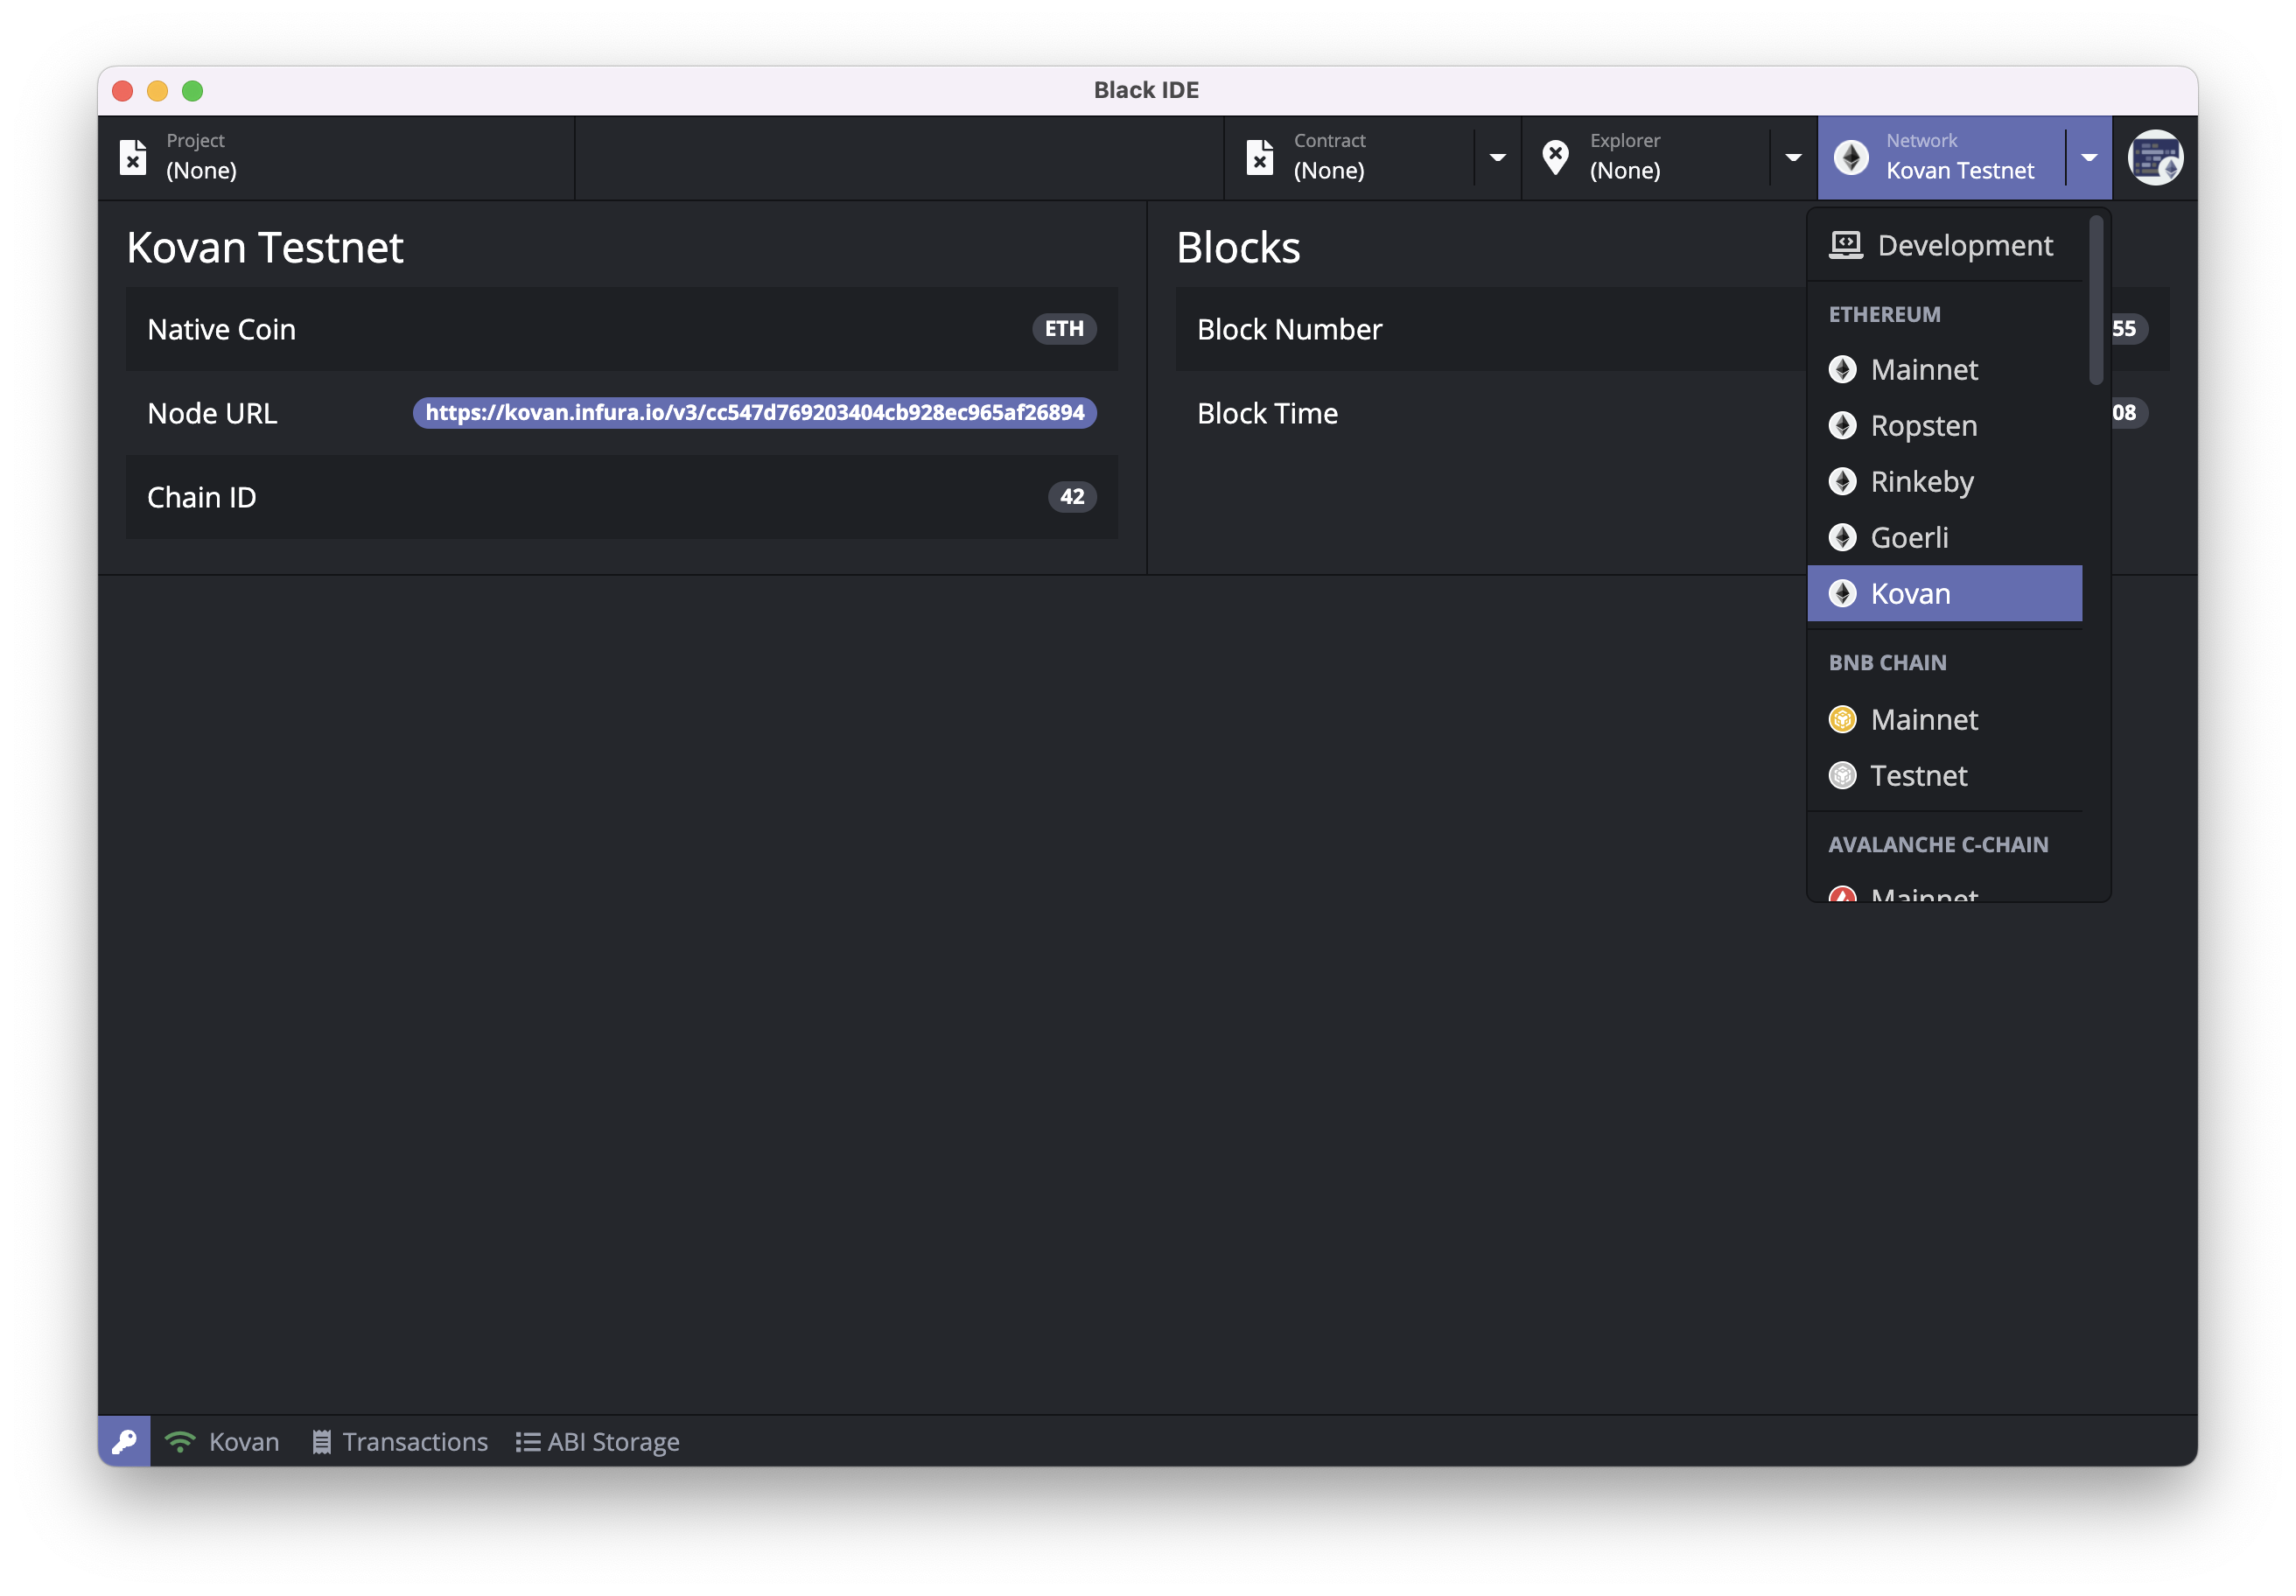 Black IDE
Project
(None)
Contract
(None)
Explorer
(None)
Network
Kovan Testnet
Kovan Testnet
Native Coin
ETH
Node URL
https://kovan.infura.io/v3/cc547d769203404cb928ec965af26894
Chain ID
42
Blocks
Block Number
55
Block Time
08
Development
ETHEREUM
Mainnet
Ropsten
Rinkeby
Goerli
Kovan
BNB CHAIN
Mainnet
Testnet
AVALANCHE C-CHAIN
Mainnet
Kovan
Transactions
ABI Storage